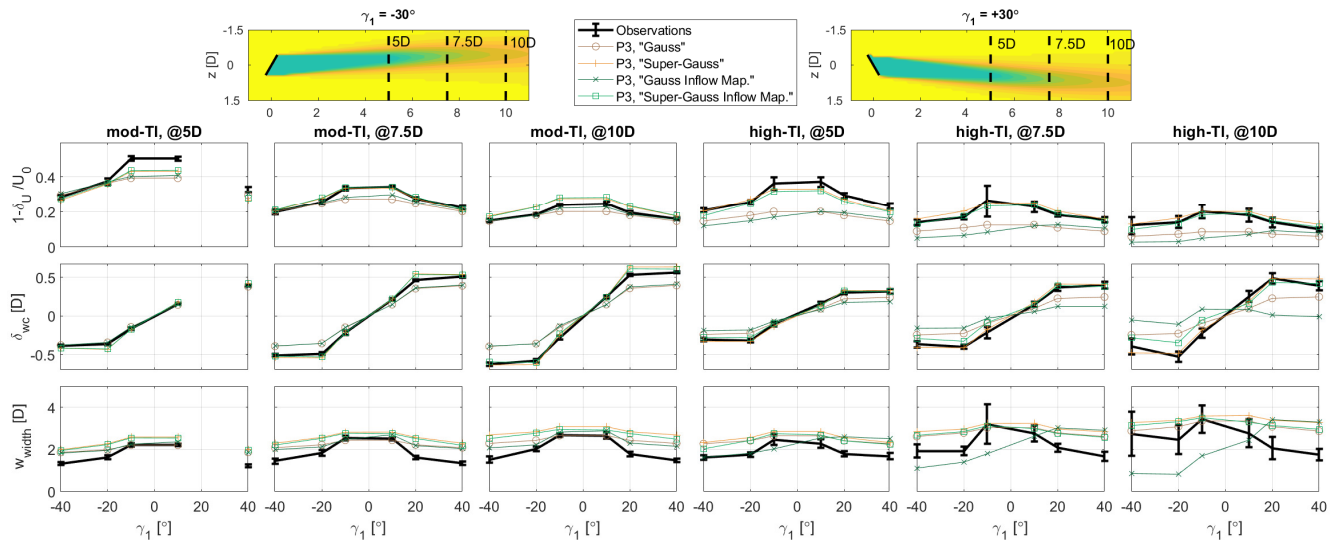 γ₁ = -30°
-1.5
0
1.5
z [D]
5D
7.5D
10D
0
2
4
6
8
10
Observations
P3, "Gauss"
P3, "Super-Gauss"
P3, "Gauss Inflow Map."
P3, "Super-Gauss Inflow Map."
γ₁ = +30°
-1.5
0
1.5
z [D]
5D
7.5D
10D
0
2
4
6
8
10
mod-TI, @5D
mod-TI, @7.5D
mod-TI, @10D
high-TI, @5D
high-TI, @7.5D
high-TI, @10D
1-δ_U /U₀
0.4
0.2
0
δ_wc [D]
0.5
0
-0.5
w_width [D]
4
2
0
-40 -20 0 20 40
-40 -20 0 20 40
-40 -20 0 20 40
-40 -20 0 20 40
-40 -20 0 20 40
-40 -20 0 20 40
γ₁ [°]
γ₁ [°]
γ₁ [°]
γ₁ [°]
γ₁ [°]
γ₁ [°]